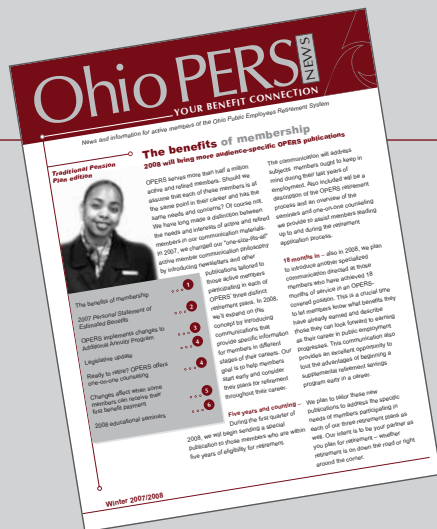 Ohio PERS
NEWS
YOUR BENEFIT CONNECTION
News and information for active members of the Ohio Public Employees Retirement System
Traditional Pension
Plan edition
The benefits of membership
2008 will bring more audience-specific OPERS publications
OPERS serves more than half a million
active and retired members. Should we
assume that each of these members is at
the same point in their career and has the
same needs and concerns? Of course not.
We have long made a distinction between
the needs and interests of active and retired
members in our communication materials.
In 2007, we changed our "one-size-fits-all"
active member communication philosophy
by introducing newsletters and other
publications tailored to
those active members
participating in each of
OPERS' three distinct
retirement plans. In 2008,
we'll expand on this
concept by introducing
communications that
provide specific information
for members in different
stages of their careers. Our
goal is to help members
start early and consider
their plans for retirement
throughout their career.
Five years and counting –
During the first quarter of
2008, we will begin sending a special
publication to those members who are within
five years of eligibility for retirement.
The communication will address
subjects members ought to keep in
mind during their last years of
employment. Also included will be a
description of the OPERS retirement
process and an overview of the
seminars and one-on-one counseling
we provide to assist members leading
up to and during the retirement
application process.
18 months in – also in 2008, we plan
to introduce another specialized
communication directed at those
members who have achieved 18
months of service in an OPERS-
covered position. This is a crucial time
to let members know what benefits they
have already earned and describe
those they can look forward to earning
as their career in public employment
progresses. This communication also
provides an excellent opportunity to
tout the advantages of beginning a
supplemental retirement savings
program early in a career.
We plan to tailor these new
publications to address the specific
needs of members participating in
each of our three retirement plans as
well. Our intent is to be your partner as
you plan for retirement – whether
retirement is on down the road or right
around the corner.
The benefits of membership 1
2007 Personal Statement of
Estimated Benefits 2
OPERS implements changes to
Additional Annuity Program 3
Legislative update 4
Ready to retire? OPERS offers
one-on-one counseling 4
Changes affect when some
members can receive their
first benefit payment 5
2008 educational seminars 6
Winter 2007/2008